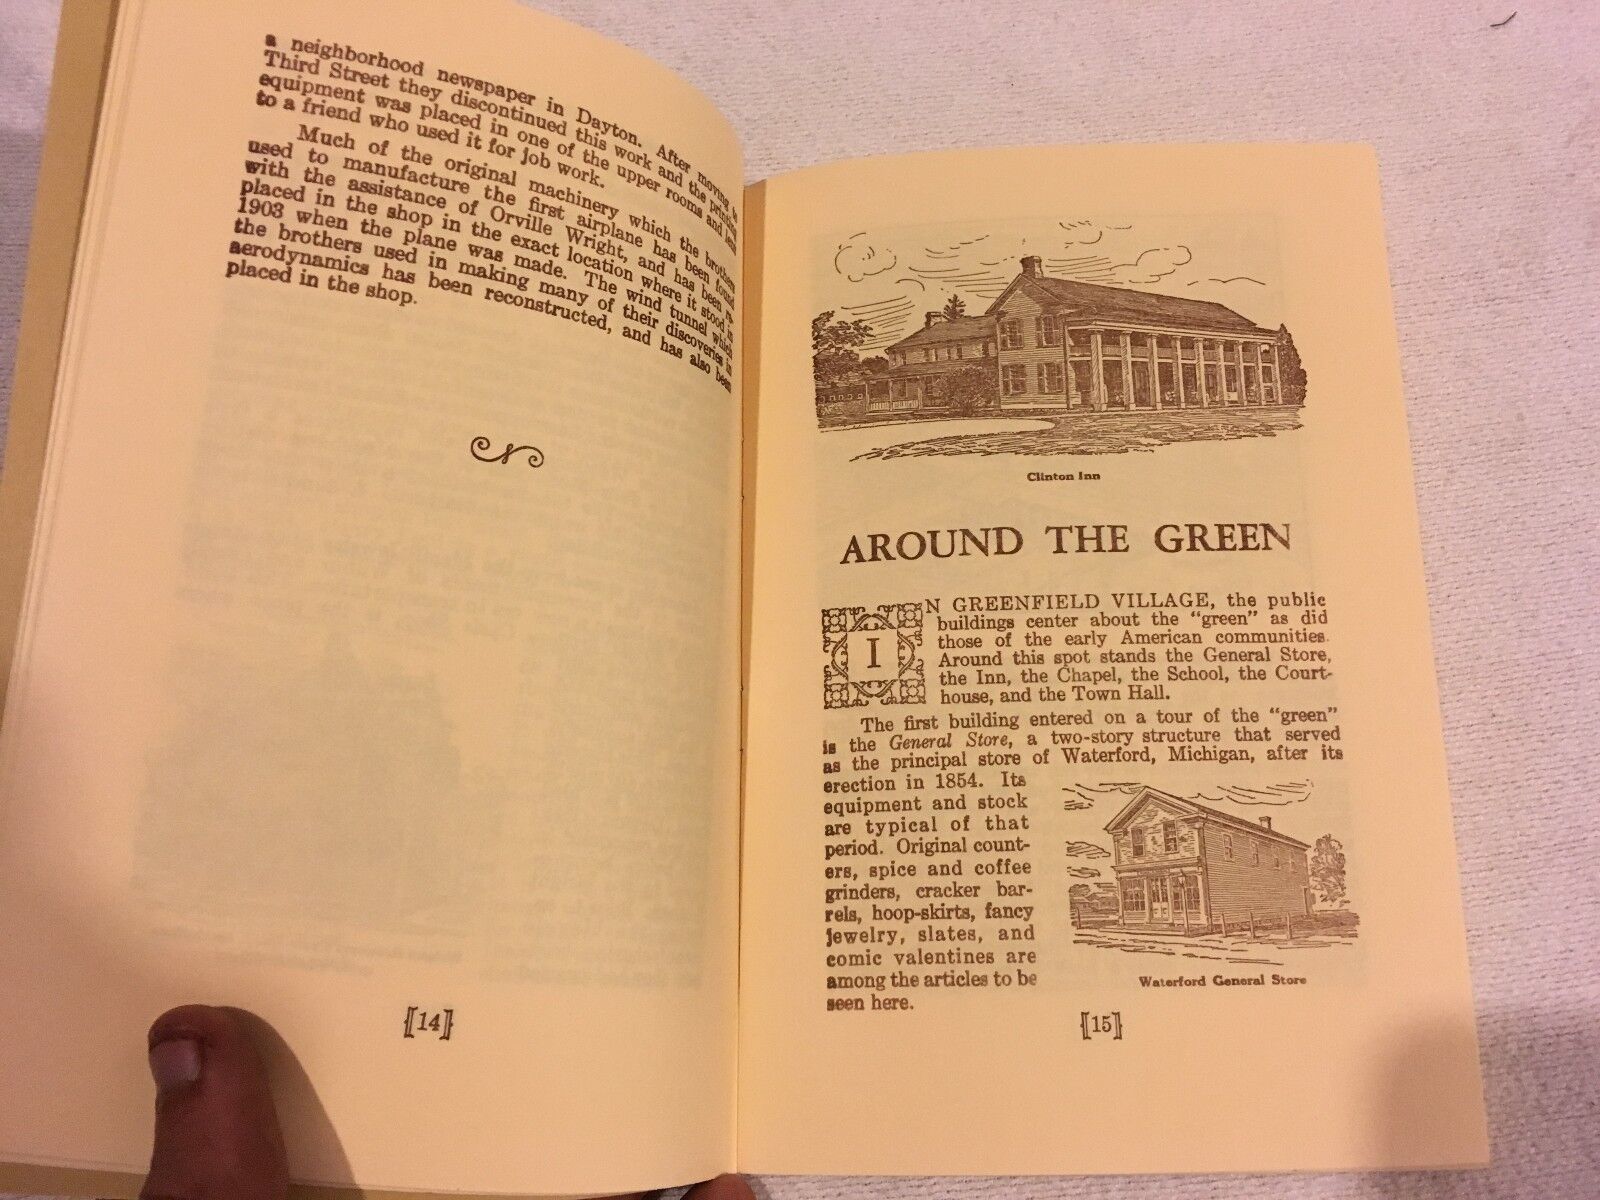 a neighborhood newspaper in Dayton. After moving to
Third Street they discontinued this work and the printing
equipment was placed in one of the upper rooms and lent
to a friend who used it for job work.
Much of the original machinery which the brothers
used to manufacture the first airplane has been found
with the assistance of Orville Wright, and has been re-
placed in the shop in the exact location where it stood in
1903 when the plane was made. The wind tunnel which
the brothers used in making many of their discoveries in
aerodynamics has been reconstructed, and has also been
placed in the shop.
[14]
Clinton Inn
AROUND THE GREEN
IN GREENFIELD VILLAGE, the public
buildings center about the "green" as did
those of the early American communities.
Around this spot stands the General Store,
the Inn, the Chapel, the School, the Court-
house, and the Town Hall.
The first building entered on a tour of the "green"
is the General Store, a two-story structure that served
as the principal store of Waterford, Michigan, after its
erection in 1854. Its
equipment and stock
are typical of that
period. Original count-
ers, spice and coffee
grinders, cracker bar-
rels, hoop-skirts, fancy
jewelry, slates, and
comic valentines are
among the articles to be
seen here.
Waterford General Store
[15]